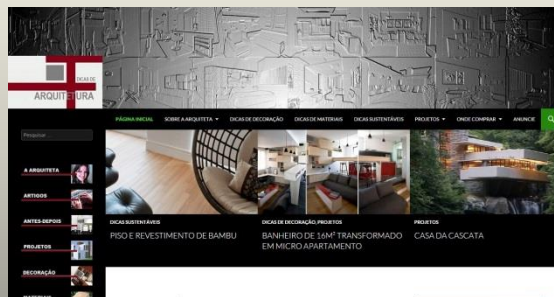 DICAS DE
ARQUITETURA
PÁGINA INICIAL SOBRE A ARQUITETA DICAS DE DECORAÇÃO DICAS DE MATERIAIS DICAS SUSTENTÁVEIS PROJETOS ONDE COMPRAR ANUNCIE
Pesquisar
A ARQUITETA
ARTIGOS
ANTES-DEPOIS
PROJETOS
DECORAÇÃO
DICAS SUSTENTÁVEIS
PISO E REVESTIMENTO DE BAMBU
DICAS DE DECORAÇÃO, PROJETOS
BANHEIRO DE 16M² TRANSFORMADO
EM MICRO APARTAMENTO
PROJETOS
CASA DA CASCATA